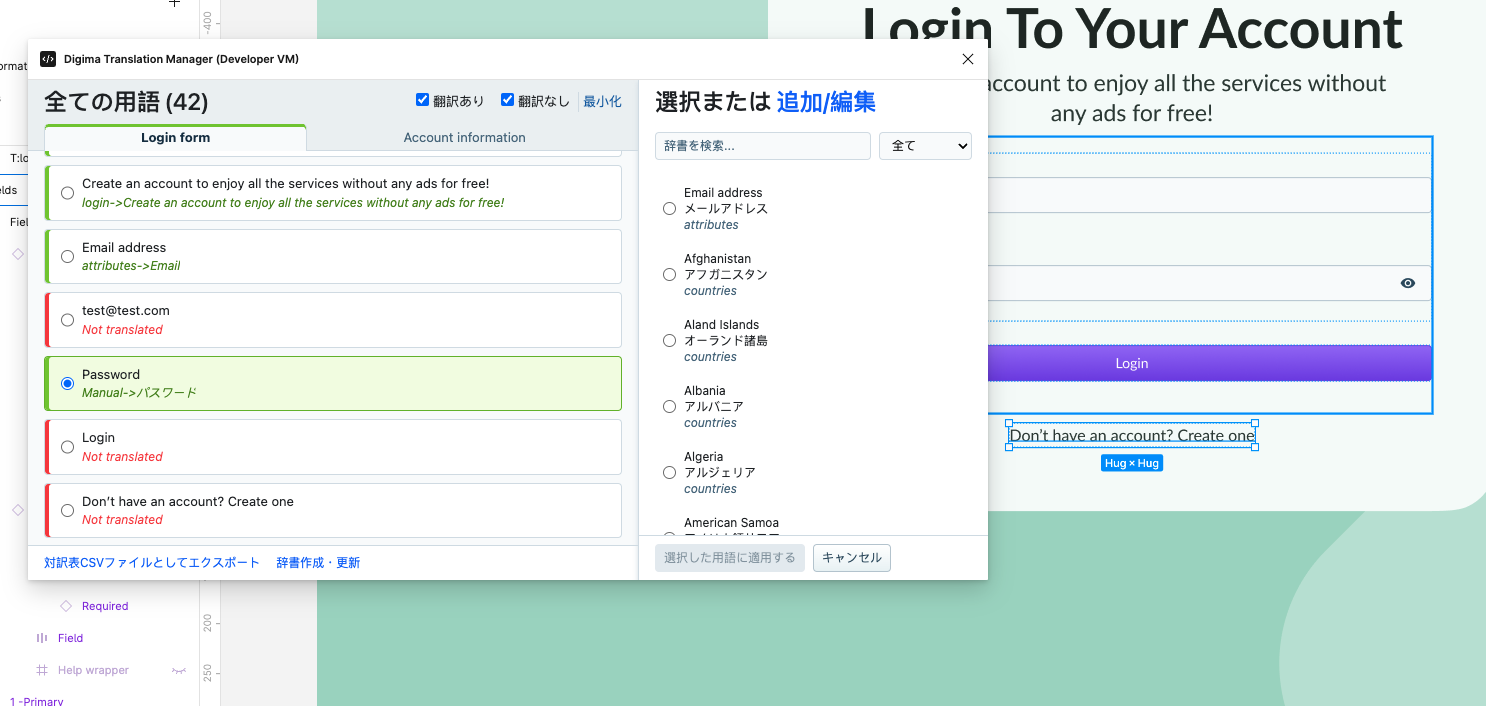 -400
Login To Your Account
account to enjoy all the services without
any ads for free!
Digima Translation Manager (Developer VM)
全ての用語 (42)
翻訳あり
翻訳なし
最小化
Login form
Account information
Create an account to enjoy all the services without any ads for free!
login->Create an account to enjoy all the services without any ads for free!
Email address
attributes->Email
test@test.com
Not translated
Password
Manual->パスワード
Login
Not translated
Don't have an account? Create one
Not translated
対訳表CSVファイルとしてエクスポート
辞書作成・更新
選択または 追加/編集
辞書を検索...
全て
Email address
メールアドレス
attributes
Afghanistan
アフガニスタン
countries
Aland Islands
オーランド諸島
countries
Albania
アルバニア
countries
Algeria
アルジェリア
countries
American Samoa
選択した用語に適用する
キャンセル
Login
Don't have an account? Create one
Hug × Hug
Required
Field
Help wrapper
1 -Primary
200
250